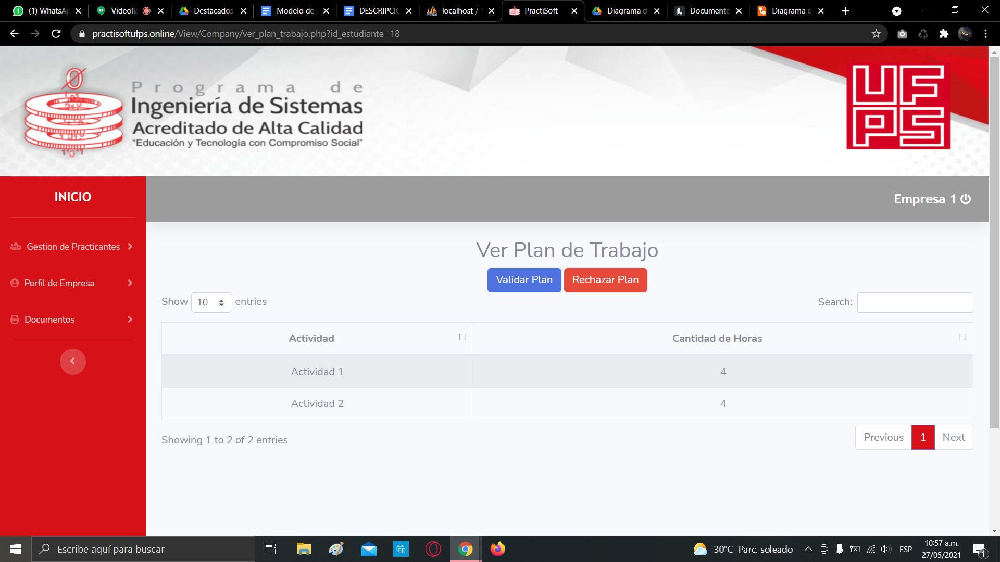 (1) WhatsAp
Videolla
Destacados
Modelo de
DESCRIPCIO
localhost / 1
PractiSoft
Diagrama d
Documento
Diagrama d
practisoftufps.online/View/Company/ver_plan_trabajo.php?id_estudiante=18
Programa de
Ingeniería de Sistemas
Acreditado de Alta Calidad
“Educación y Tecnología con Compromiso Social”
UFPS
INICIO
Empresa 1
Gestion de Practicantes
Perfil de Empresa
Documentos
Ver Plan de Trabajo
Validar Plan Rechazar Plan
Show 10 entries
Search:
Actividad Cantidad de Horas
Actividad 1 4
Actividad 2 4
Showing 1 to 2 of 2 entries
Previous 1 Next
Escribe aquí para buscar
30°C Parc. soleado
ESP
10:57 a.m.
27/05/2021
1